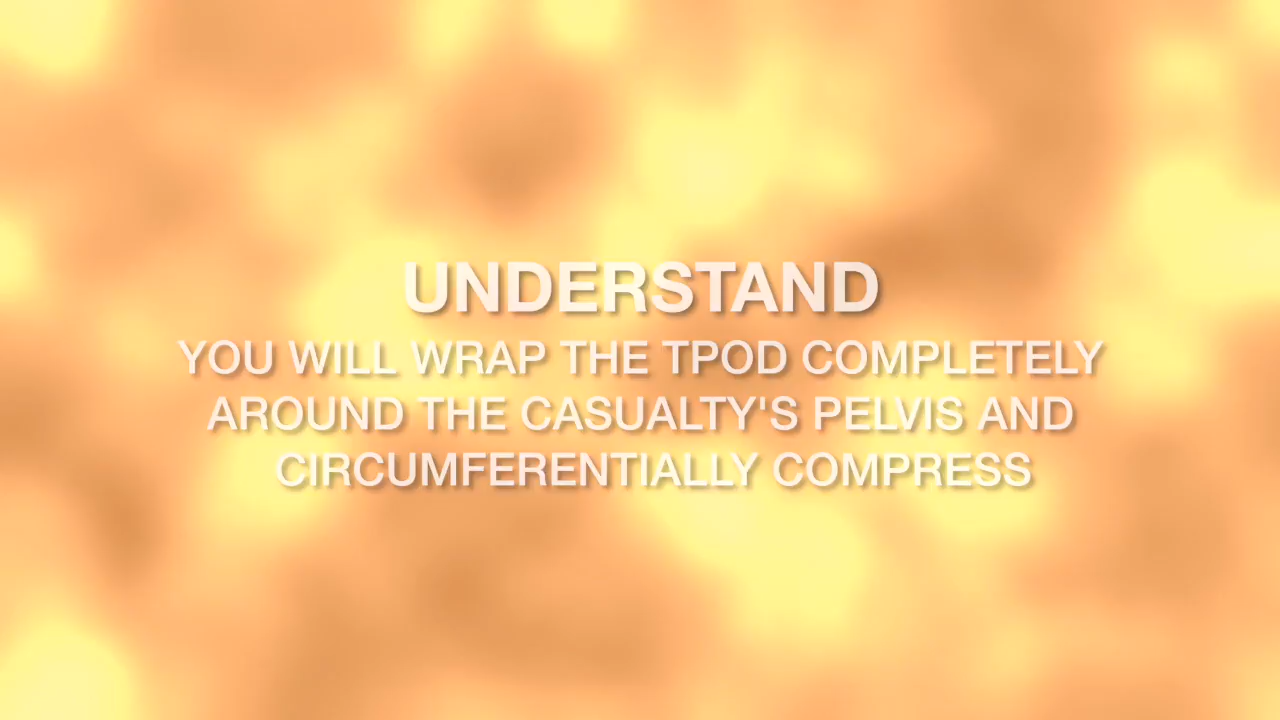 UNDERSTAND
YOU WILL WRAP THE TPOD COMPLETELY
AROUND THE CASUALTY'S PELVIS AND
CIRCUMFERENTIALLY COMPRESS